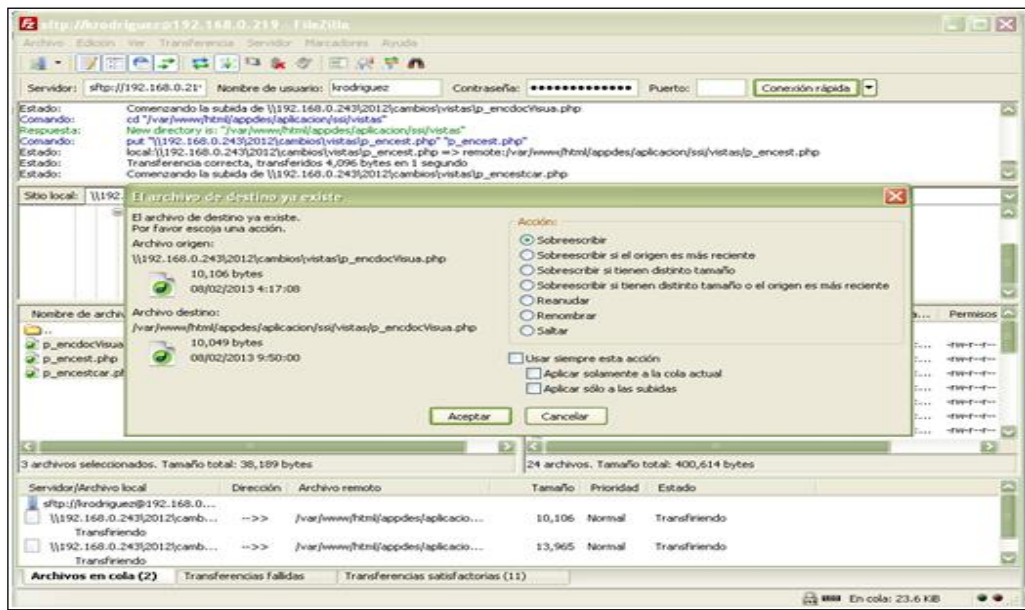 sftp://krodriguez@192.168.0.219 - FileZilla
Archivo Edición Ver Transferencia Servidor Marcadores Ayuda
Servidor: sftp://192.168.0.21 Nombre de usuario: krodriguez Contraseña: ●●●●●●●●●●●●● Puerto: Conexión rápida
Estado: Comenzando la subida de \\192.168.0.243\2012\cambios\vistas\p_encdocVisua.php
Comando: cd "/var/www/html/appdes/aplicacion/ssi/vistas"
Respuesta: New directory is: "/var/www/html/appdes/aplicacion/ssi/vistas"
Comando: put "\\192.168.0.243\2012\cambios\vistas\p_encest.php" "p_encest.php"
Estado: local:\\192.168.0.243\2012\cambios\vistas\p_encest.php => remote:/var/www/html/appdes/aplicacion/ssi/vistas/p_encest.php
Estado: Transferencia correcta, transferidos 4,096 bytes en 1 segundo
Estado: Comenzando la subida de \\192.168.0.243\2012\cambios\vistas\p_encestcar.php
Sitio local: \\192.
El archivo de destino ya existe
El archivo de destino ya existe.
Por favor escoja una acción.
Archivo origen:
\\192.168.0.243\2012\cambios\vistas\p_encdocVisua.php
10,106 bytes
08/02/2013 4:17:08
Archivo destino:
/var/www/html/appdes/aplicacion/ssi/vistas/p_encdocVisua.php
10,049 bytes
08/02/2013 9:50:00
Acción:
Sobreescribir
Sobreescribir si el origen es más reciente
Sobrescribir si tienen distinto tamaño
Sobreescribir si tienen distinto tamaño o el origen es más reciente
Reanudar
Renombrar
Saltar
Usar siempre esta acción
Aplicar solamente a la cola actual
Aplicar sólo a las subidas
Aceptar Cancelar
Nombre de archiv
..
p_encdocVisua
p_encest.php
p_encestcar.ph
Permisos
-rw-r--r--
-rw-r--r--
-rw-r--r--
-rw-r--r--
-rw-r--r--
-rw-r--r--
3 archivos seleccionados. Tamaño total: 38,189 bytes
24 archivos. Tamaño total: 400,614 bytes
Servidor/Archivo local Dirección Archivo remoto Tamaño Prioridad Estado
sftp://krodriguez@192.168.0...
\\192.168.0.243\2012\camb... -->> /var/www/html/appdes/aplicacio... 10,106 Normal Transfiriendo
Transfiriendo
\\192.168.0.243\2012\camb... -->> /var/www/html/appdes/aplicacio... 13,965 Normal Transfiriendo
Transfiriendo
Archivos en cola (2) Transferencias fallidas Transferencias satisfactorias (11)
En cola: 23.6 KiB